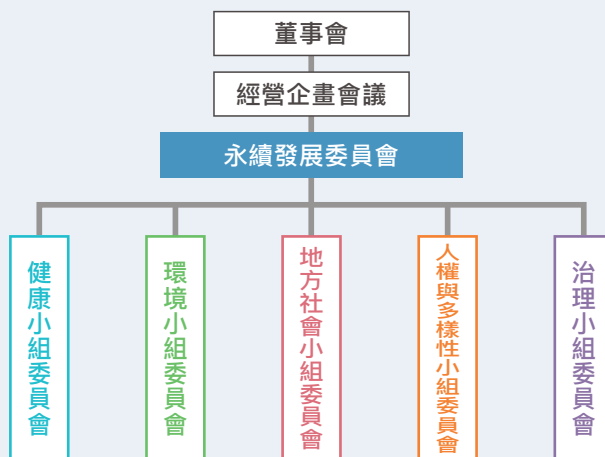 董事會
經營企畫會議
永續發展委員會
健康小組委員會
環境小組委員會
地方社會小組委員會
人權與多樣性小組委員會
治理小組委員會